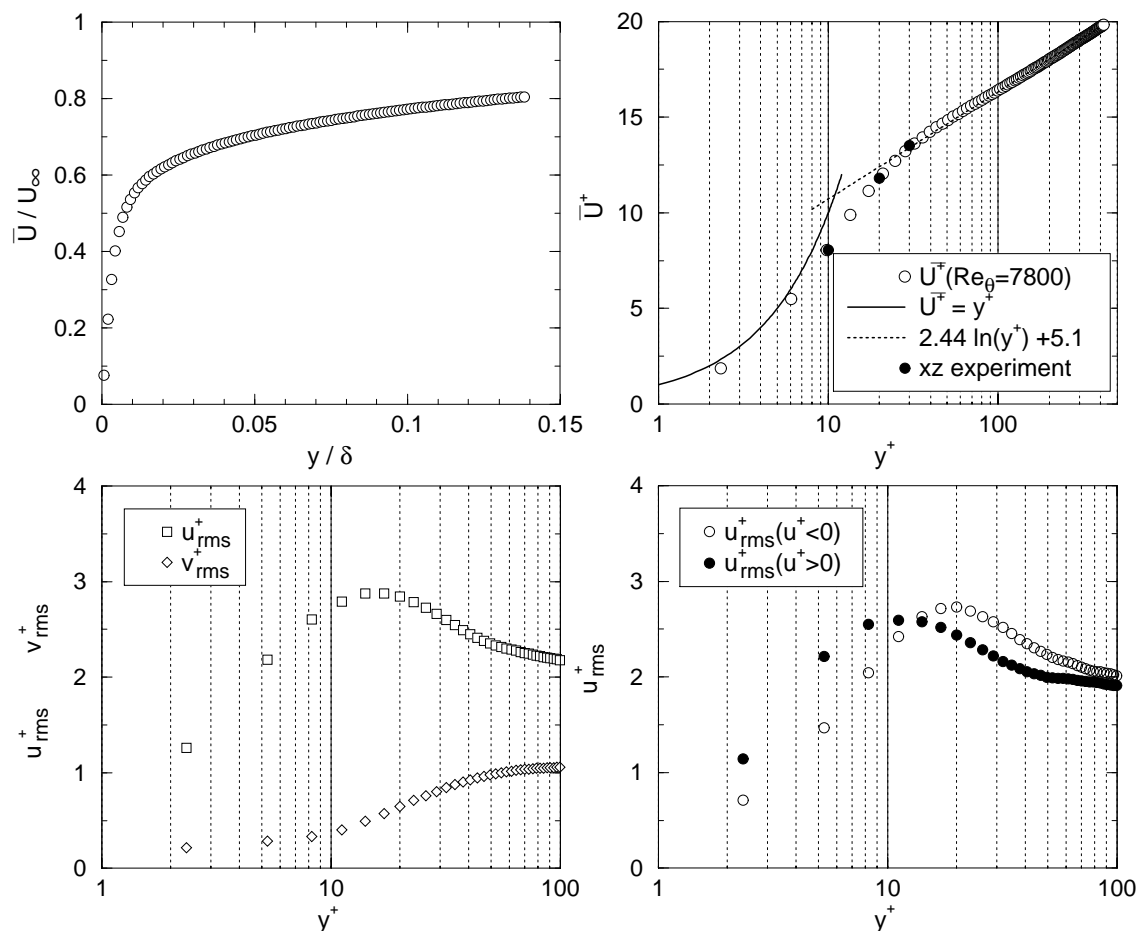 1
0.8
0.6
0.4
0.2
0
0
0.05
0.1
0.15
U̅ / U∞
y / δ
20
15
10
5
0
1
10
100
U̅⁺
y⁺
U̅⁺(Reθ=7800)
U̅⁺ = y⁺
2.44 ln(y⁺) +5.1
xz experiment
4
3
2
1
0
1
10
100
u⁺rms v⁺rms
y⁺
u⁺rms
v⁺rms
4
3
2
1
0
1
10
100
u⁺rms
y⁺
u⁺rms(u⁺<0)
u⁺rms(u⁺>0)